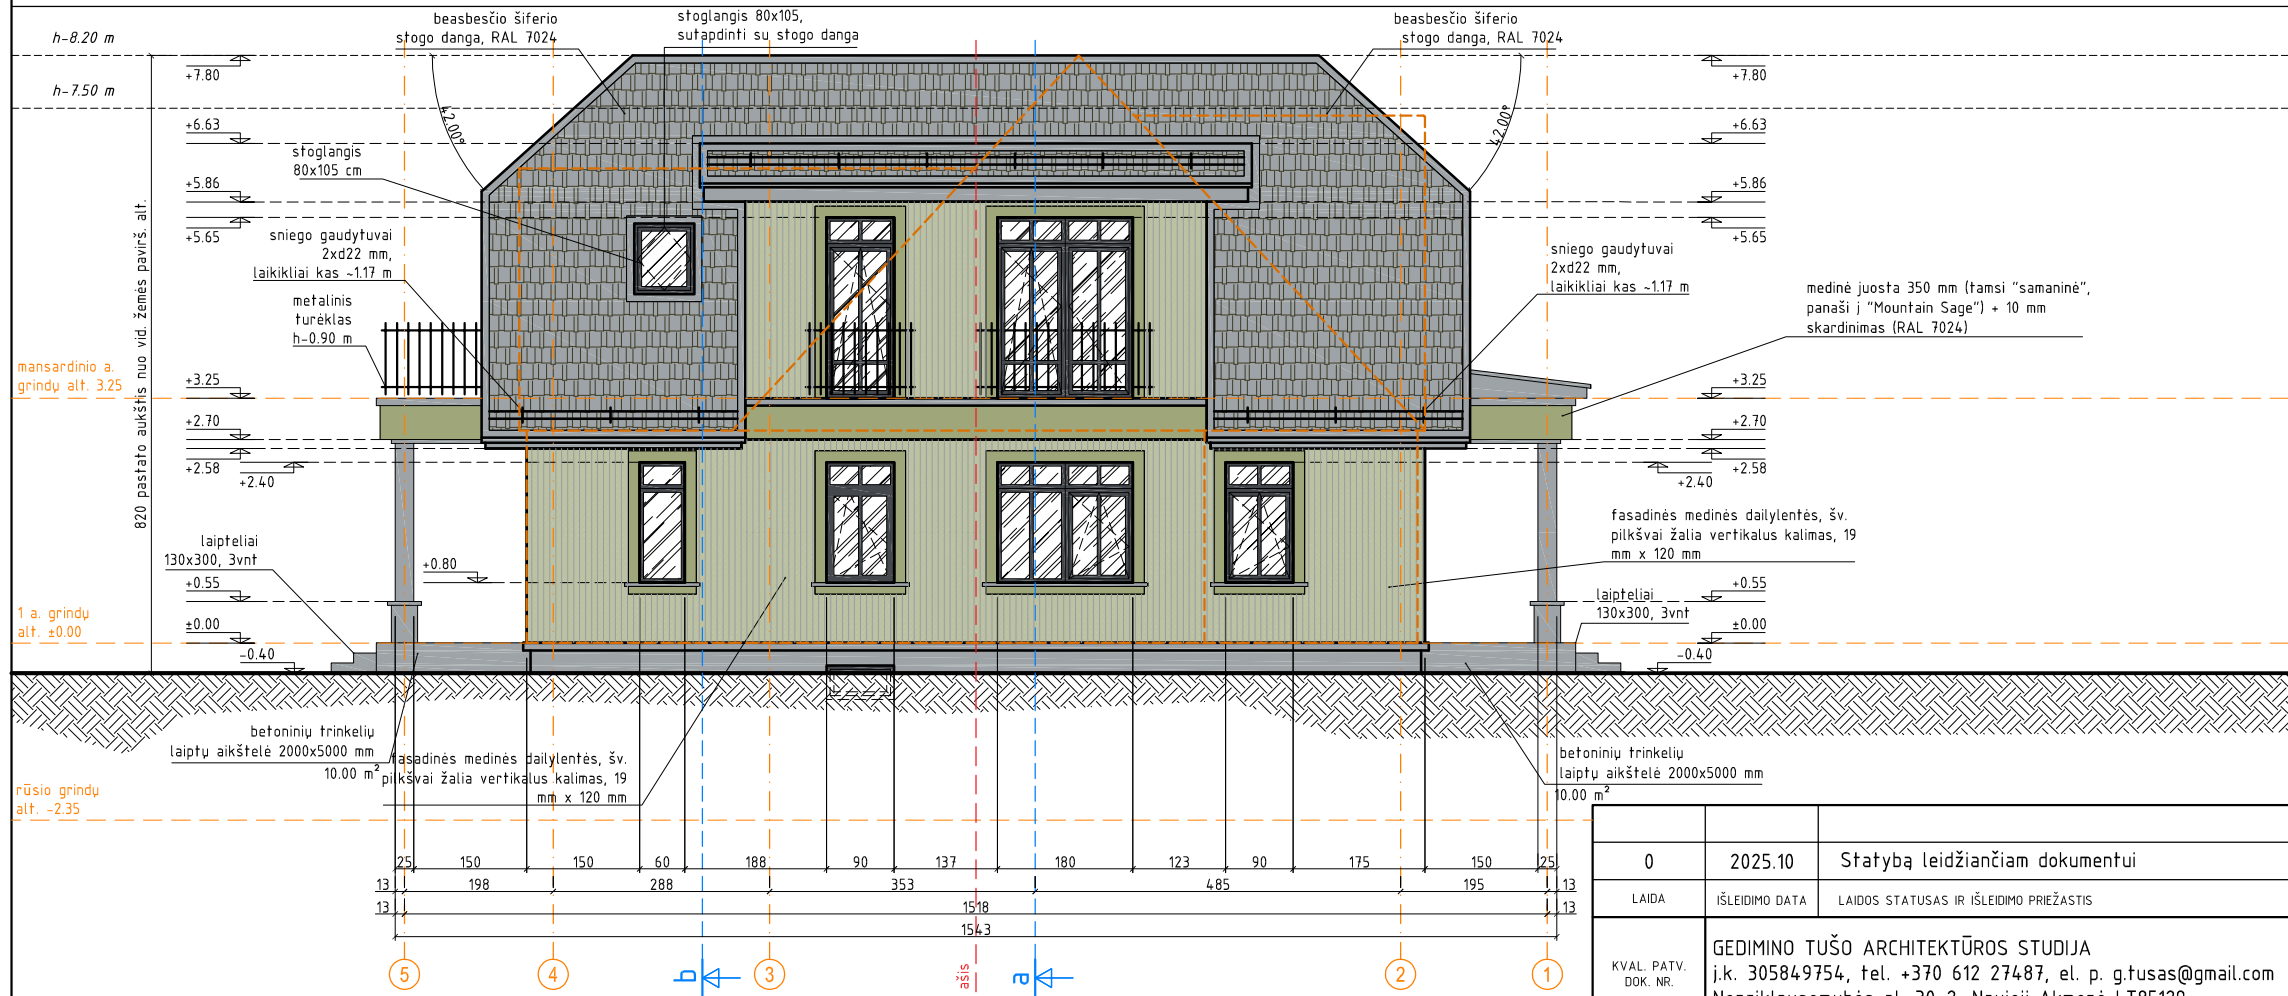 h-8.20 m
+7.80
h-7.50 m
+6.63
+5.86
+5.65
+3.25
+2.70
+2.58
+2.40
+0.80
+0.55
±0.00
-0.40
820 pastato aukštis nuo vid. žemės pavirš. alt.
beasbesčio šiferio
stogo danga, RAL 7024
stoglangis 80x105,
sutapdinti su stogo danga
beasbesčio šiferio
stogo danga, RAL 7024
42.00°
42.00°
stoglangis
80x105 cm
sniego gaudytuvai
2xd22 mm,
laikikliai kas ~1.17 m
metalinis
turėklas
h-0.90 m
mansardinio a.
grindų alt. 3.25
laipteliai
130x300, 3vnt
1 a. grindų
alt. ±0.00
betoninių trinkelių
laiptų aikštelė 2000x5000 mm
10.00 m²
fasadinės medinės dailylentės, šv.
pilkšvai žalia vertikalus kalimas, 19
mm x 120 mm
rūsio grindų
alt. -2.35
+7.80
+6.63
+5.86
+5.65
sniego gaudytuvai
2xd22 mm,
laikikliai kas ~1.17 m
medinė juosta 350 mm (tamsi "samaninė",
panaši į "Mountain Sage") + 10 mm
skardinimas (RAL 7024)
+3.25
+2.70
+2.58
+2.40
fasadinės medinės dailylentės, šv.
pilkšvai žalia vertikalus kalimas, 19
mm x 120 mm
+0.55
laipteliai
130x300, 3vnt
±0.00
-0.40
betoninių trinkelių
laiptų aikštelė 2000x5000 mm
10.00 m²
25 150 150 60 188 90 137 180 123 90 175 150 25
13 198 288 353 485 195 13
13 1518 13
1543
5 4 b 3 ašis a 2 1
0 2025.10 Statybą leidžiančiam dokumentui
LAIDA IŠLEIDIMO DATA LAIDOS STATUSAS IR IŠLEIDIMO PRIEŽASTIS
KVAL. PATV.
DOK. NR.
GEDIMINO TUŠO ARCHITEKTŪROS STUDIJA
į.k. 305849754, tel. +370 612 27487, el. p. g.tusas@gmail.com